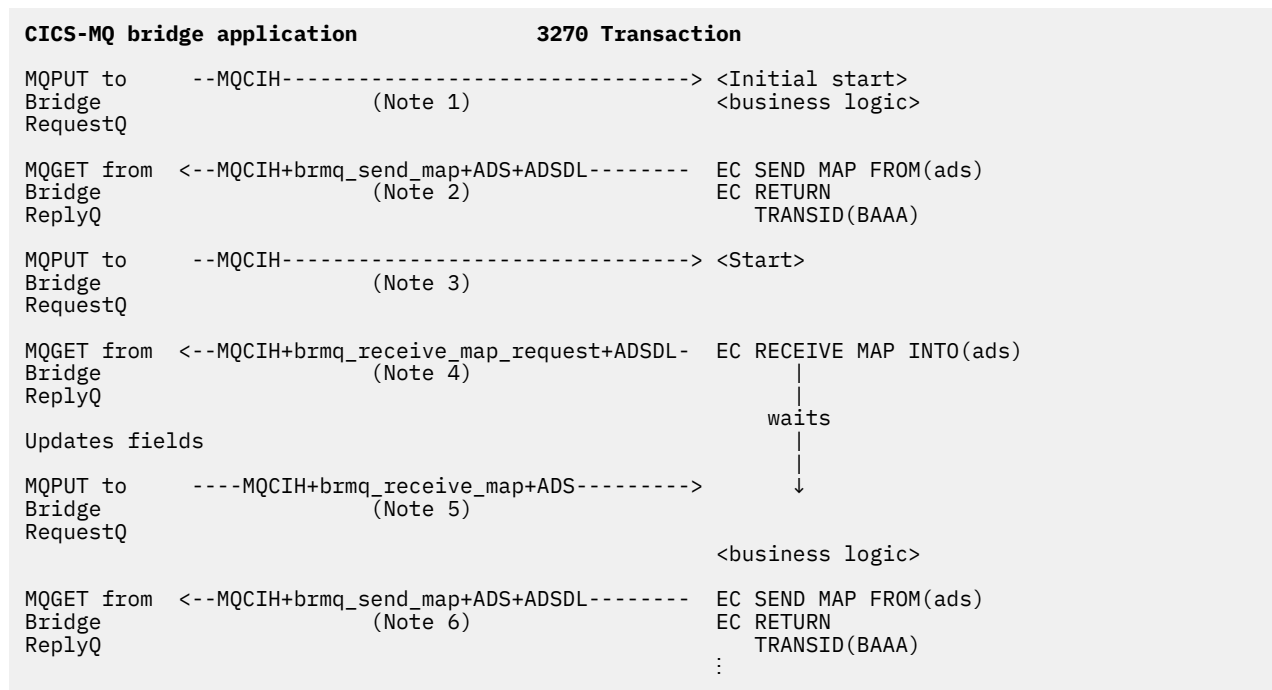 CICS-MQ bridge application                3270 Transaction
MQPUT to     --MQCIH--------------------------------> <Initial start>
Bridge                     (Note 1)                   <business logic>
RequestQ
MQGET from  <--MQCIH+brmq_send_map+ADS+ADSDL--------  EC SEND MAP FROM(ads)
Bridge                     (Note 2)                   EC RETURN
ReplyQ                                                   TRANSID(BAAA)
MQPUT to     --MQCIH--------------------------------> <Start>
Bridge                     (Note 3)
RequestQ
MQGET from  <--MQCIH+brmq_receive_map_request+ADSDL-  EC RECEIVE MAP INTO(ads)
Bridge                     (Note 4)                         |
ReplyQ                                                      |
                                                          waits
Updates fields                                              |
                                                            |
MQPUT to     ----MQCIH+brmq_receive_map+ADS--------->       ↓
Bridge                     (Note 5)
RequestQ
                                                      <business logic>
MQGET from  <--MQCIH+brmq_send_map+ADS+ADSDL--------  EC SEND MAP FROM(ads)
Bridge                     (Note 6)                   EC RETURN
ReplyQ                                                   TRANSID(BAAA)
                                                      ⋮